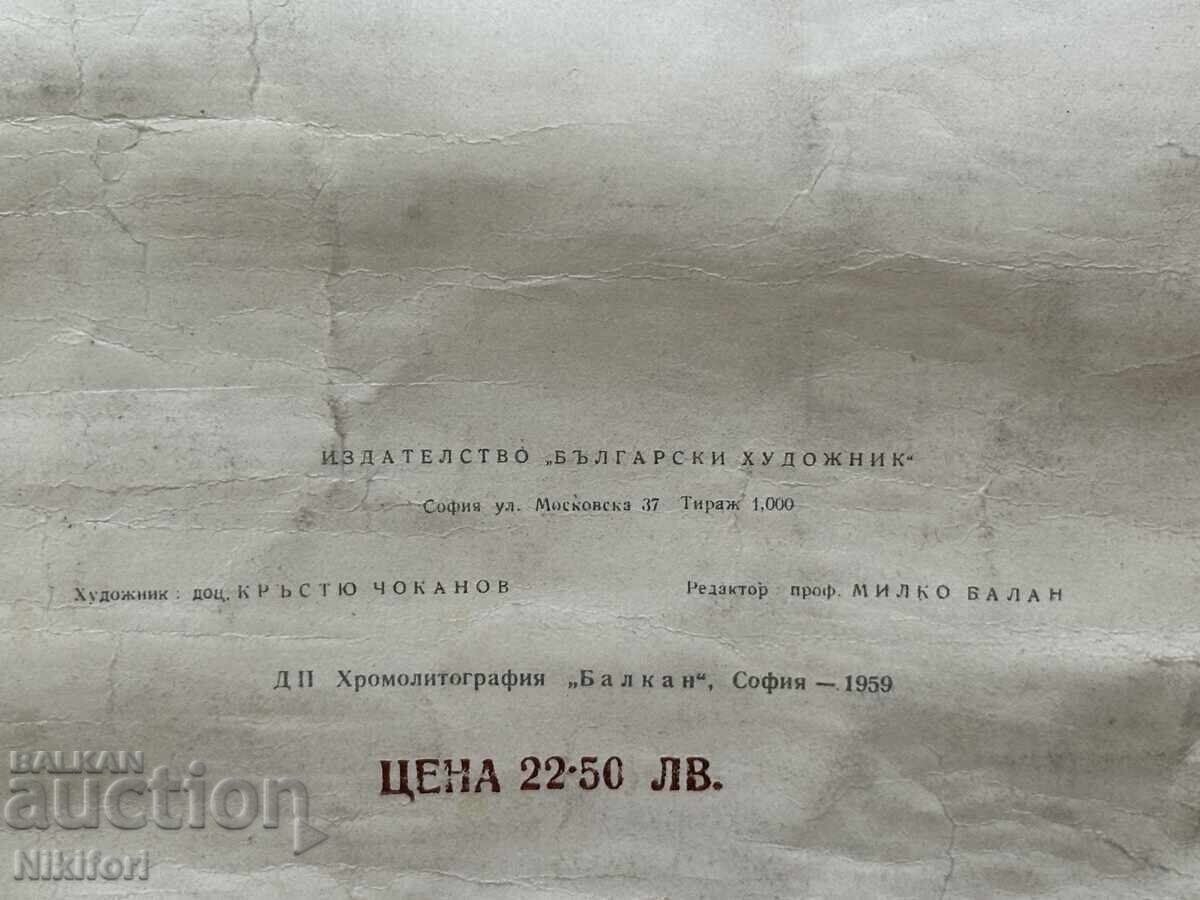 ИЗДАТЕЛСТВО „БЪЛГАРСКИ ХУДОЖНИК“
София ул. Московска 37 Тираж 1,000
Художник : доц. КРЪСТЮ ЧОКАНОВ
Редактор : проф. МИЛКО БАЛАН
ДП Хромолитография „Балкан“, София — 1959
ЦЕНА 22·50 ЛВ.
BALKAN
auction
Nikifori